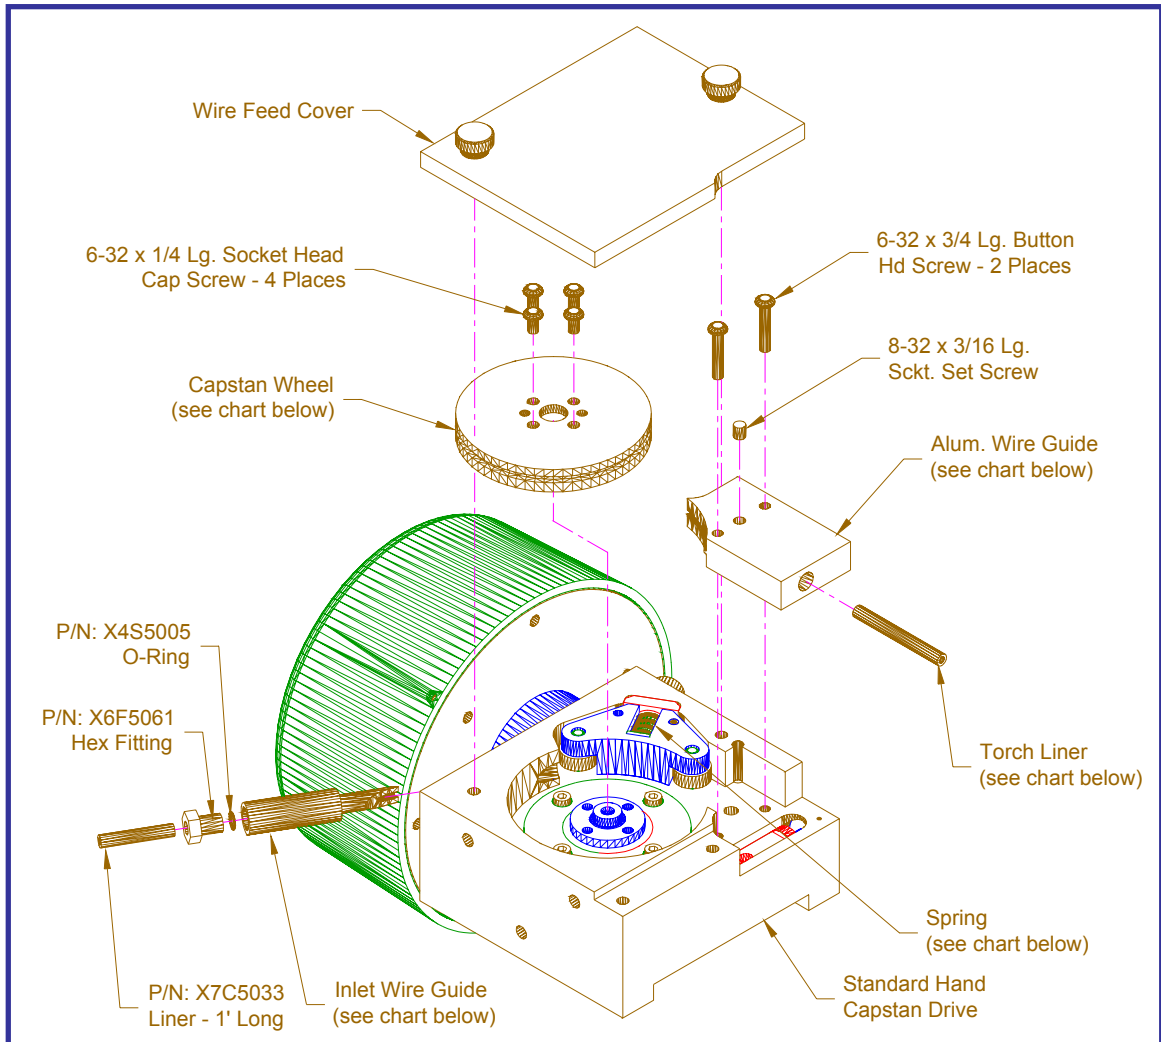 Wire Feed Cover
6-32 x 1/4 Lg. Socket Head
Cap Screw - 4 Places
6-32 x 3/4 Lg. Button
Hd Screw - 2 Places
8-32 x 3/16 Lg.
Sckt. Set Screw
Capstan Wheel
(see chart below)
Alum. Wire Guide
(see chart below)
P/N: X4S5005
O-Ring
P/N: X6F5061
Hex Fitting
Torch Liner
(see chart below)
Spring
(see chart below)
P/N: X7C5033
Liner - 1' Long
Inlet Wire Guide
(see chart below)
Standard Hand
Capstan Drive